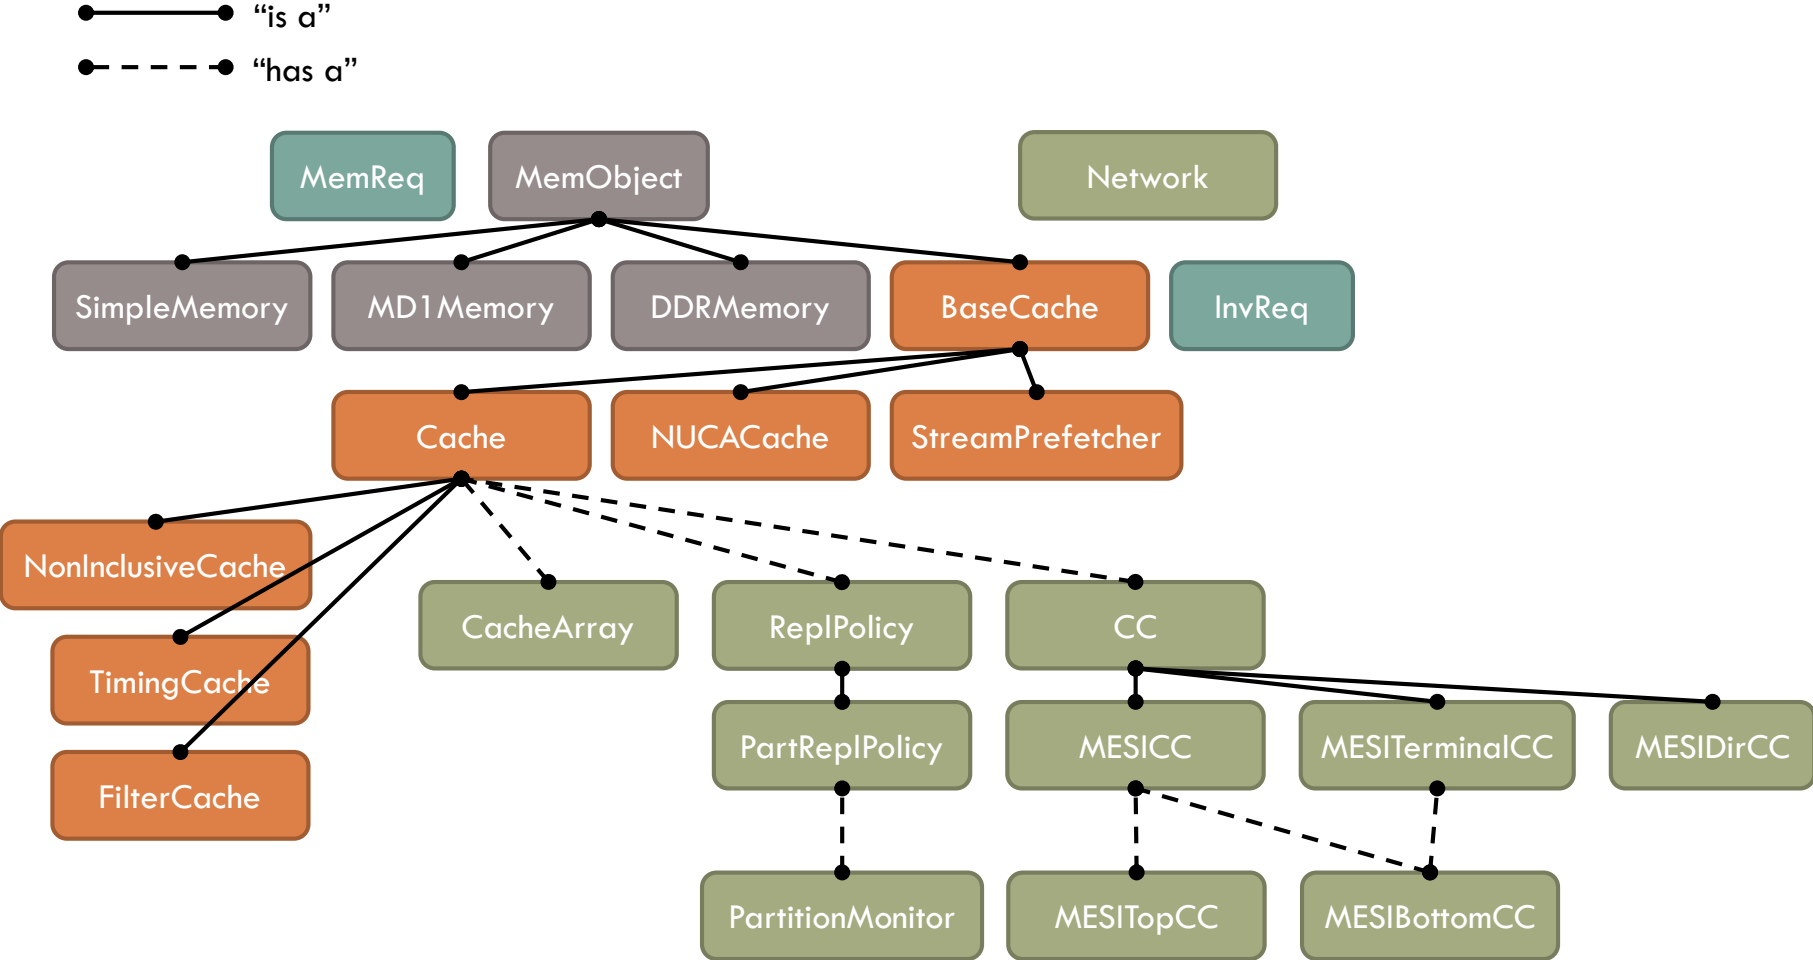 “is a”
“has a”
MemReq
MemObject
Network
SimpleMemory
MD1Memory
DDRMemory
BaseCache
InvReq
Cache
NUCACache
StreamPrefetcher
NonInclusiveCache
CacheArray
ReplPolicy
CC
TimingCache
PartReplPolicy
MESICC
MESITerminalCC
MESIDirCC
FilterCache
PartitionMonitor
MESITopCC
MESIBottomCC